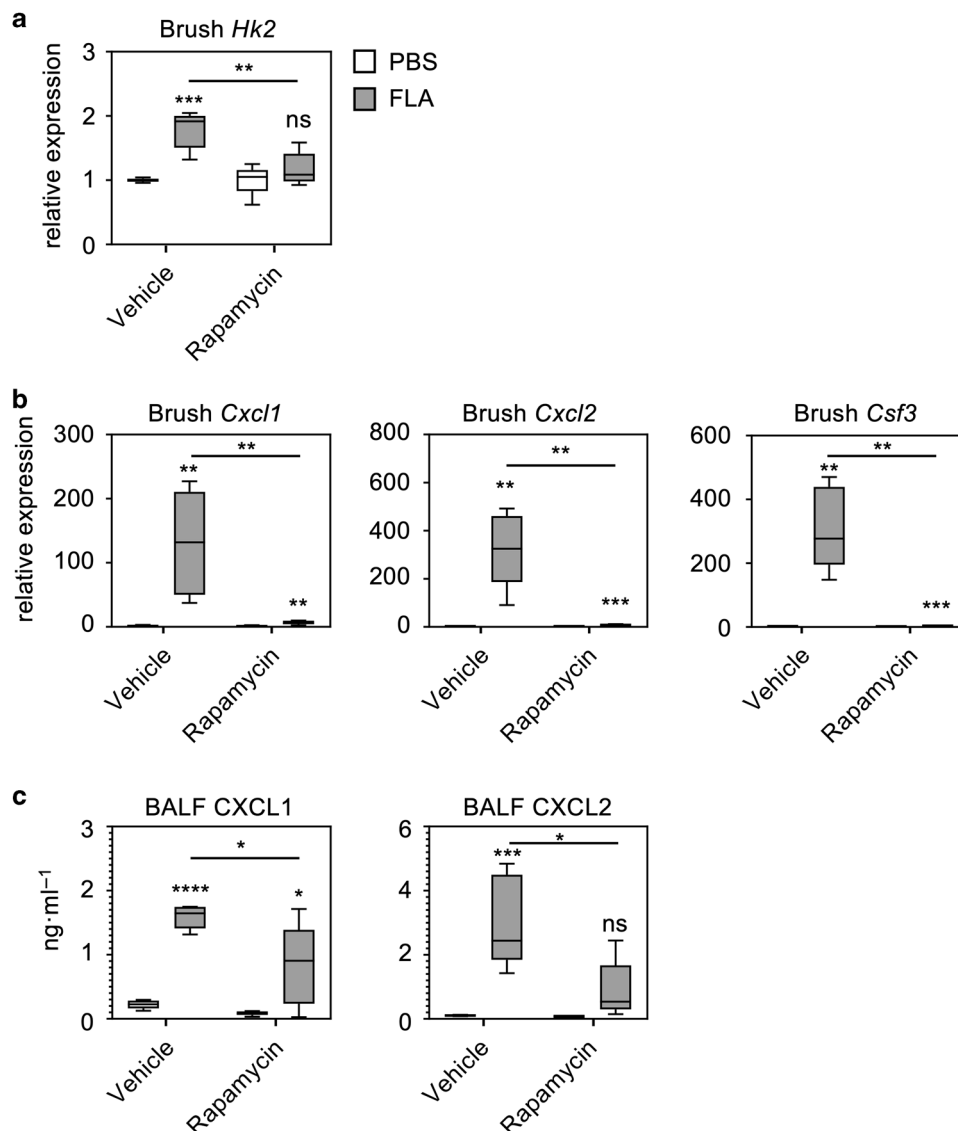 a
Brush Hk2
relative expression
3
2
1
0
**
***
ns
PBS
FLA
Vehicle
Rapamycin
b
Brush Cxcl1
relative expression
300
200
100
0
**
**
**
Vehicle
Rapamycin
Brush Cxcl2
800
600
400
200
0
**
**
***
Vehicle
Rapamycin
Brush Csf3
600
400
200
0
**
**
***
Vehicle
Rapamycin
c
BALF CXCL1
ng·ml⁻¹
3
2
1
0
*
****
*
Vehicle
Rapamycin
BALF CXCL2
6
4
2
0
*
***
ns
Vehicle
Rapamycin